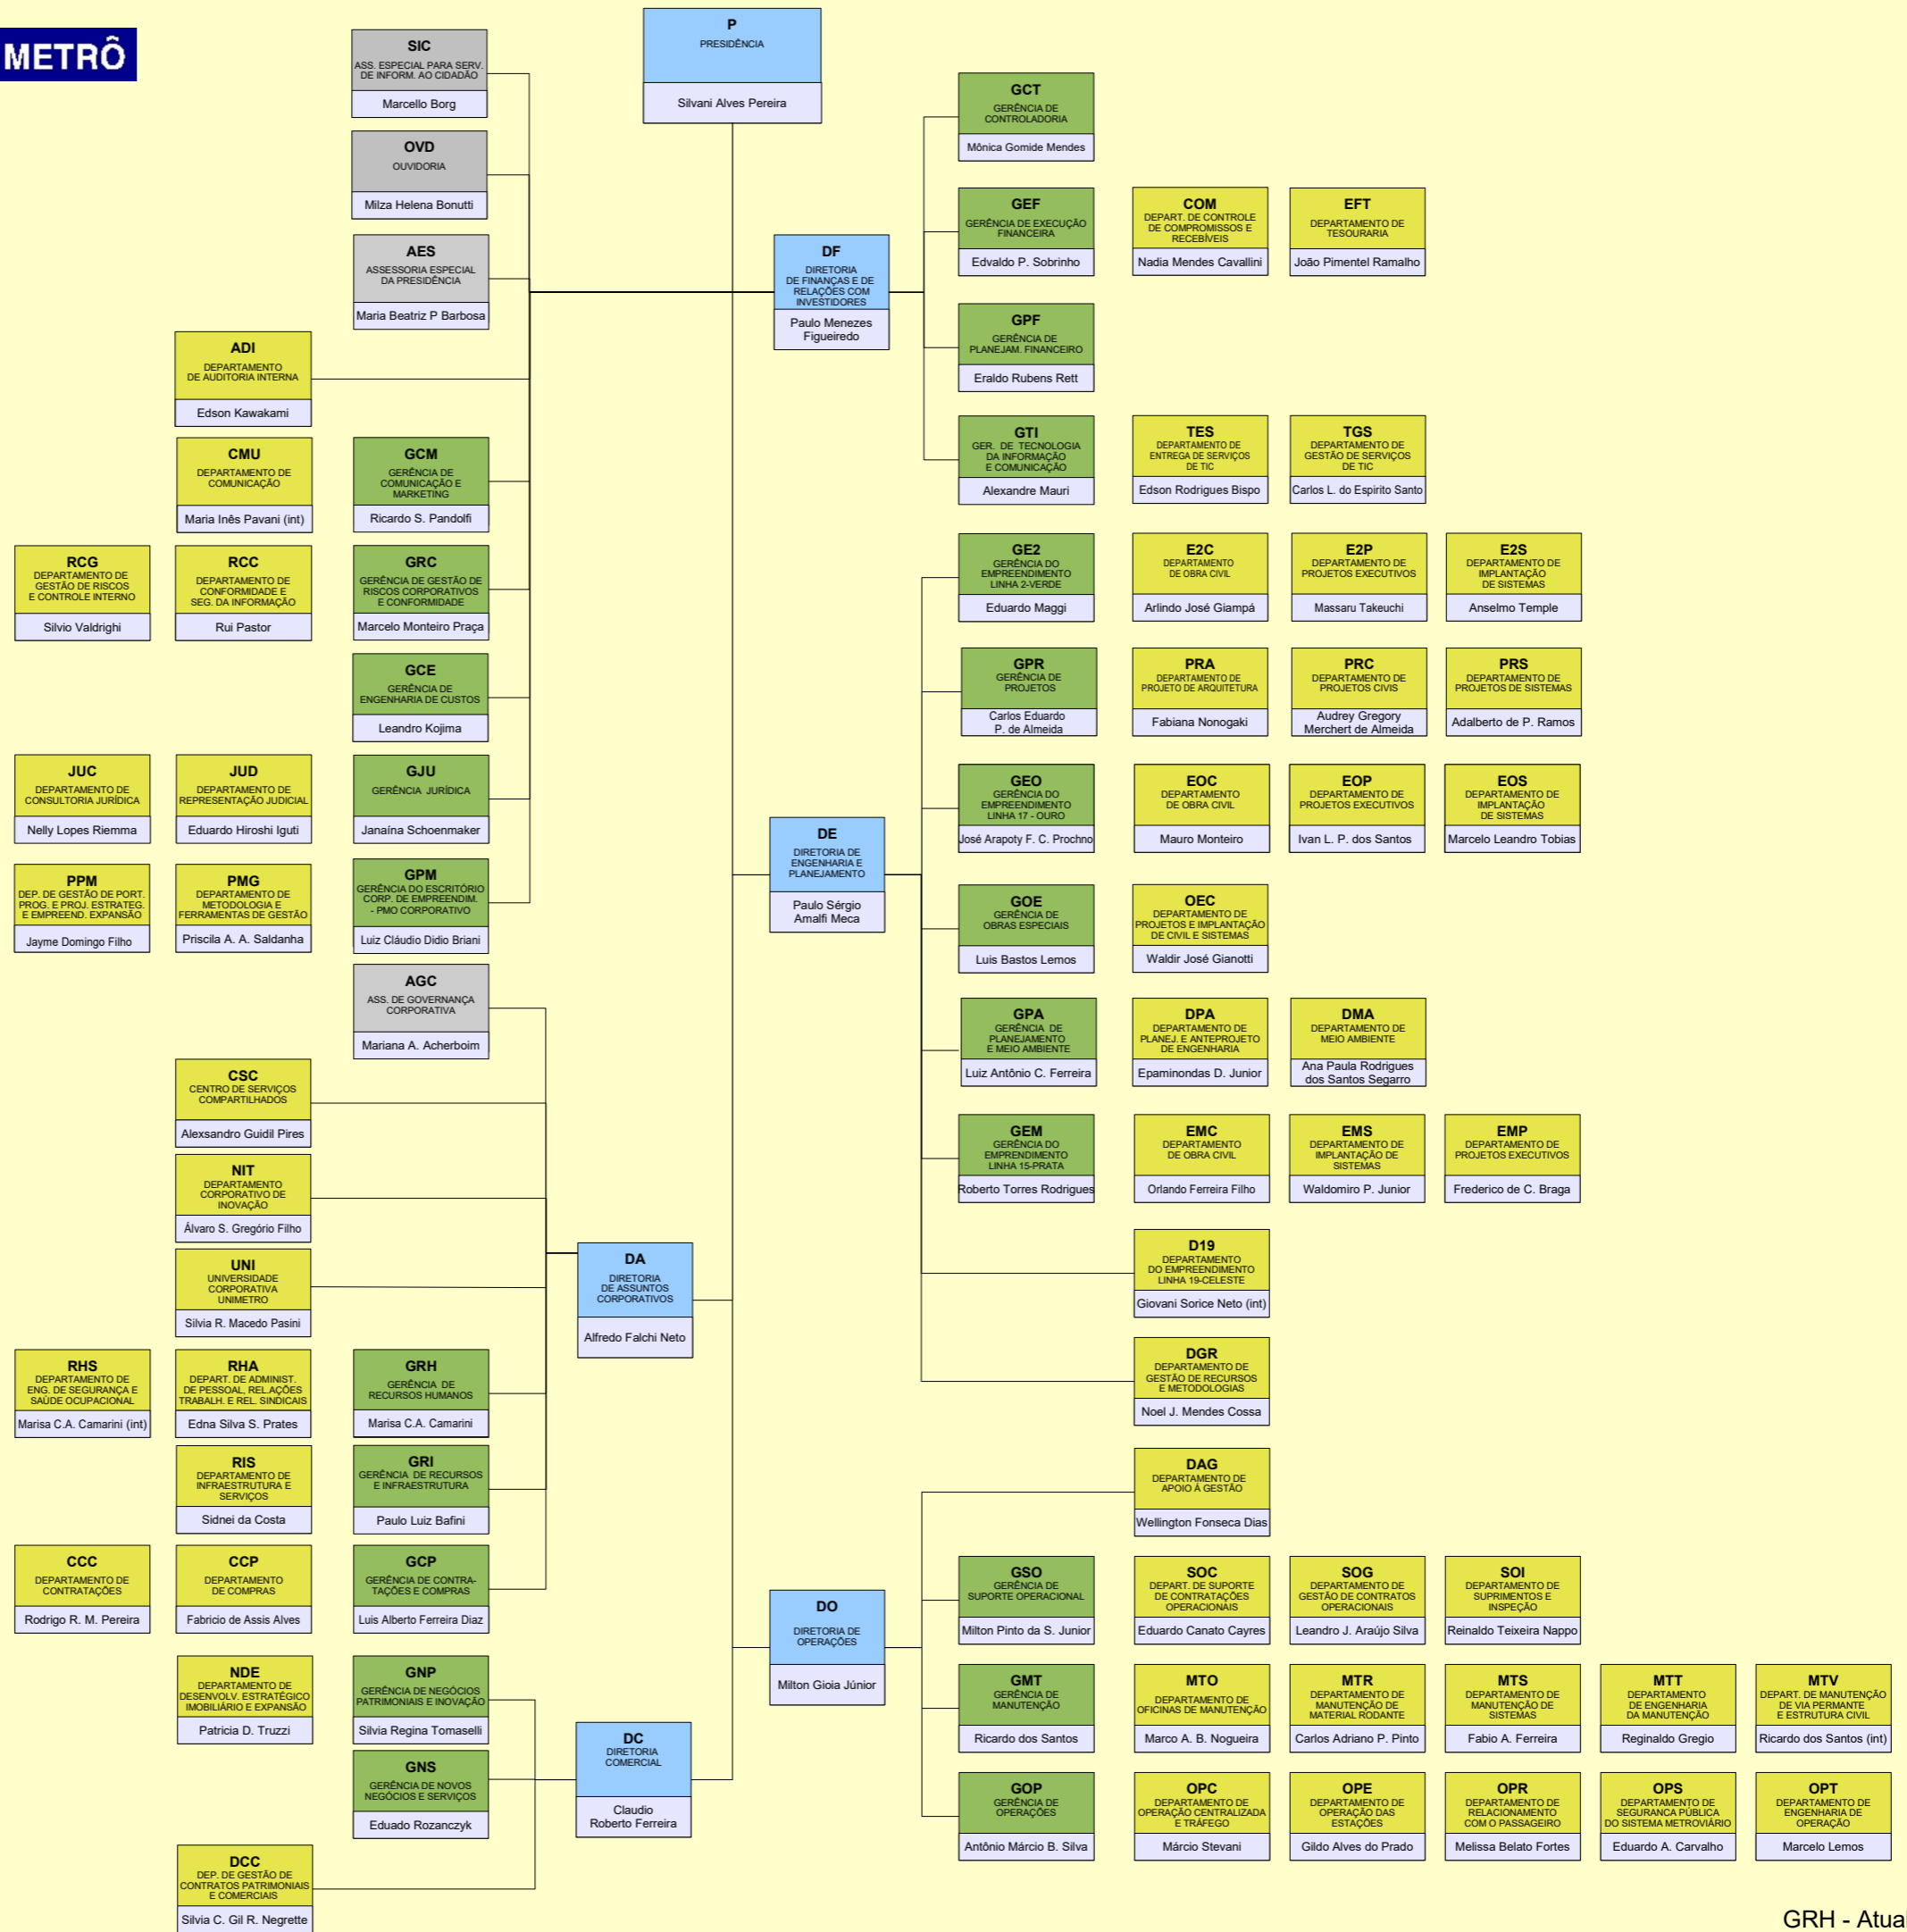 METRÔ
P
PRESIDÊNCIA
Silvani Alves Pereira
SIC
ASS. ESPECIAL PARA SERV.
DE INFORM. AO CIDADÃO
Marcello Borg
OVD
OUVIDORIA
Milza Helena Bonutti
AES
ASSESSORIA ESPECIAL
DA PRESIDÊNCIA
Maria Beatriz P Barbosa
ADI
DEPARTAMENTO
DE AUDITORIA INTERNA
Edson Kawakami
CMU
DEPARTAMENTO DE
COMUNICAÇÃO
Maria Inês Pavani (int)
GCM
GERÊNCIA DE
COMUNICAÇÃO E
MARKETING
Ricardo S. Pandolfi
RCG
DEPARTAMENTO DE
GESTÃO DE RISCOS
E CONTROLE INTERNO
Silvio Valdrighi
RCC
DEPARTAMENTO DE
CONFORMIDADE E
SEG. DA INFORMAÇÃO
Rui Pastor
GRC
GERÊNCIA DE GESTÃO DE
RISCOS CORPORATIVOS
E CONFORMIDADE
Marcelo Monteiro Praça
GCE
GERÊNCIA DE
ENGENHARIA DE CUSTOS
Leandro Kojima
JUC
DEPARTAMENTO DE
CONSULTORIA JURÍDICA
Nelly Lopes Riemma
JUD
DEPARTAMENTO DE
REPRESENTAÇÃO JUDICIAL
Eduardo Hiroshi Iguti
GJU
GERÊNCIA JURÍDICA
Janaína Schoenmaker
PPM
DEP. DE GESTÃO DE PORT.
PROG. E PROJ. ESTRATEG.
E EMPREEND. EXPANSÃO
Jayme Domingo Filho
PMG
DEPARTAMENTO DE
METODOLOGIA E
FERRAMENTAS DE GESTÃO
Priscila A. A. Saldanha
GPM
GERÊNCIA DO ESCRITÓRIO
CORP. DE EMPREENDIM.
- PMO CORPORATIVO
Luiz Cláudio Didio Briani
AGC
ASS. DE GOVERNANÇA
CORPORATIVA
Mariana A. Acherboim
CSC
CENTRO DE SERVIÇOS
COMPARTILHADOS
Alexsandro Guidil Pires
NIT
DEPARTAMENTO
CORPORATIVO DE
INOVAÇÃO
Álvaro S. Gregório Filho
UNI
UNIVERSIDADE
CORPORATIVA
UNIMETRO
Silvia R. Macedo Pasini
DA
DIRETORIA
DE ASSUNTOS
CORPORATIVOS
Alfredo Falchi Neto
RHS
DEPARTAMENTO DE
ENG. DE SEGURANÇA E
SAÚDE OCUPACIONAL
Marisa C.A. Camarini (int)
RHA
DEPART. DE ADMINIST.
DE PESSOAL, REL.AÇÕES
TRABALH. E REL. SINDICAIS
Edna Silva S. Prates
GRH
GERÊNCIA DE
RECURSOS HUMANOS
Marisa C.A. Camarini
RIS
DEPARTAMENTO DE
INFRAESTRUTURA E
SERVIÇOS
Sidnei da Costa
GRI
GERÊNCIA DE RECURSOS
E INFRAESTRUTURA
Paulo Luiz Bafini
CCC
DEPARTAMENTO DE
CONTRATAÇÕES
Rodrigo R. M. Pereira
CCP
DEPARTAMENTO
DE COMPRAS
Fabricio de Assis Alves
GCP
GERÊNCIA DE CONTRA-
TAÇÕES E COMPRAS
Luis Alberto Ferreira Diaz
NDE
DEPARTAMENTO DE
DESENVOLV. ESTRATÉGICO
IMOBILIÁRIO E EXPANSÃO
Patricia D. Truzzi
GNP
GERÊNCIA DE NEGÓCIOS
PATRIMONIAIS E INOVAÇÃO
Silvia Regina Tomaselli
GNS
GERÊNCIA DE NOVOS
NEGÓCIOS E SERVIÇOS
Eduado Rozanczyk
DC
DIRETORIA
COMERCIAL
Claudio
Roberto Ferreira
DCC
DEP. DE GESTÃO DE
CONTRATOS PATRIMONIAIS
E COMERCIAIS
Silvia C. Gil R. Negrette
DF
DIRETORIA
DE FINANÇAS E DE
RELAÇÕES COM
INVESTIDORES
Paulo Menezes
Figueiredo
GCT
GERÊNCIA DE
CONTROLADORIA
Mônica Gomide Mendes
GEF
GERÊNCIA DE EXECUÇÃO
FINANCEIRA
Edvaldo P. Sobrinho
COM
DEPART. DE CONTROLE
DE COMPROMISSOS E
RECEBÍVEIS
Nadia Mendes Cavallini
EFT
DEPARTAMENTO DE
TESOURARIA
João Pimentel Ramalho
GPF
GERÊNCIA DE
PLANEJAM. FINANCEIRO
Eraldo Rubens Rett
GTI
GER. DE TECNOLOGIA
DA INFORMAÇÃO
E COMUNICAÇÃO
Alexandre Mauri
TES
DEPARTAMENTO DE
ENTREGA DE SERVIÇOS
DE TIC
Edson Rodrigues Bispo
TGS
DEPARTAMENTO DE
GESTÃO DE SERVIÇOS
DE TIC
Carlos L. do Espirito Santo
DE
DIRETORIA DE
ENGENHARIA E
PLANEJAMENTO
Paulo Sérgio
Amalfi Meca
GE2
GERÊNCIA DO
EMPREENDIMENTO
LINHA 2-VERDE
Eduardo Maggi
E2C
DEPARTAMENTO
DE OBRA CIVIL
Arlindo José Giampá
E2P
DEPARTAMENTO DE
PROJETOS EXECUTIVOS
Massaru Takeuchi
E2S
DEPARTAMENTO DE
IMPLANTAÇÃO
DE SISTEMAS
Anselmo Temple
GPR
GERÊNCIA DE
PROJETOS
Carlos Eduardo
P. de Almeida
PRA
DEPARTAMENTO DE
PROJETO DE ARQUITETURA
Fabiana Nonogaki
PRC
DEPARTAMENTO DE
PROJETOS CIVIS
Audrey Gregory
Merchert de Almeida
PRS
DEPARTAMENTO DE
PROJETOS DE SISTEMAS
Adalberto de P. Ramos
GEO
GERÊNCIA DO
EMPREENDIMENTO
LINHA 17 - OURO
José Arapoty F. C. Prochno
EOC
DEPARTAMENTO
DE OBRA CIVIL
Mauro Monteiro
EOP
DEPARTAMENTO DE
PROJETOS EXECUTIVOS
Ivan L. P. dos Santos
EOS
DEPARTAMENTO DE
IMPLANTAÇÃO
DE SISTEMAS
Marcelo Leandro Tobias
GOE
GERÊNCIA DE
OBRAS ESPECIAIS
Luis Bastos Lemos
OEC
DEPARTAMENTO DE
PROJETOS E IMPLANTAÇÃO
DE CIVIL E SISTEMAS
Waldir José Gianotti
GPA
GERÊNCIA DE
PLANEJAMENTO
E MEIO AMBIENTE
Luiz Antônio C. Ferreira
DPA
DEPARTAMENTO DE
PLANEJ. E ANTEPROJETO
DE ENGENHARIA
Epaminondas D. Junior
DMA
DEPARTAMENTO DE
MEIO AMBIENTE
Ana Paula Rodrigues
dos Santos Segarro
GEM
GERÊNCIA DO
EMPRENDIMENTO
LINHA 15-PRATA
Roberto Torres Rodrigues
EMC
DEPARTAMENTO
DE OBRA CIVIL
Orlando Ferreira Filho
EMS
DEPARTAMENTO DE
IMPLANTAÇÃO DE
SISTEMAS
Waldomiro P. Junior
EMP
DEPARTAMENTO DE
PROJETOS EXECUTIVOS
Frederico de C. Braga
D19
DEPARTAMENTO
DO EMPREENDIMENTO
LINHA 19-CELESTE
Giovani Sorice Neto (int)
DGR
DEPARTAMENTO DE
GESTÃO DE RECURSOS
E METODOLOGIAS
Noel J. Mendes Cossa
DO
DIRETORIA DE
OPERAÇÕES
Milton Gioia Júnior
DAG
DEPARTAMENTO DE
APOIO À GESTÃO
Wellington Fonseca Dias
GSO
GERÊNCIA DE
SUPORTE OPERACIONAL
Milton Pinto da S. Junior
SOC
DEPART. DE SUPORTE
DE CONTRATAÇÕES
OPERACIONAIS
Eduardo Canato Cayres
SOG
DEPARTAMENTO DE
GESTÃO DE CONTRATOS
OPERACIONAIS
Leandro J. Araújo Silva
SOI
DEPARTAMENTO DE
SUPRIMENTOS E
INSPEÇÃO
Reinaldo Teixeira Nappo
GMT
GERÊNCIA DE
MANUTENÇÃO
Ricardo dos Santos
MTO
DEPARTAMENTO DE
OFICINAS DE MANUTENÇÃO
Marco A. B. Nogueira
MTR
DEPARTAMENTO DE
MANUTENÇÃO DE
MATERIAL RODANTE
Carlos Adriano P. Pinto
MTS
DEPARTAMENTO DE
MANUTENÇÃO DE
SISTEMAS
Fabio A. Ferreira
MTT
DEPARTAMENTO
DE ENGENHARIA
DA MANUTENÇÃO
Reginaldo Gregio
MTV
DEPART. DE MANUTENÇÃO
DE VIA PERMANTE
E ESTRUTURA CIVIL
Ricardo dos Santos (int)
GOP
GERÊNCIA DE
OPERAÇÕES
Antônio Márcio B. Silva
OPC
DEPARTAMENTO DE
OPERAÇÃO CENTRALIZADA
E TRÁFEGO
Márcio Stevani
OPE
DEPARTAMENTO DE
OPERAÇÃO DAS
ESTAÇÕES
Gildo Alves do Prado
OPR
DEPARTAMENTO DE
RELACIONAMENTO
COM O PASSAGEIRO
Melissa Belato Fortes
OPS
DEPARTAMENTO DE
SEGURANCA PÚBLICA
DO SISTEMA METROVIÁRIO
Eduardo A. Carvalho
OPT
DEPARTAMENTO DE
ENGENHARIA DE
OPERAÇÃO
Marcelo Lemos
GRH - Atual